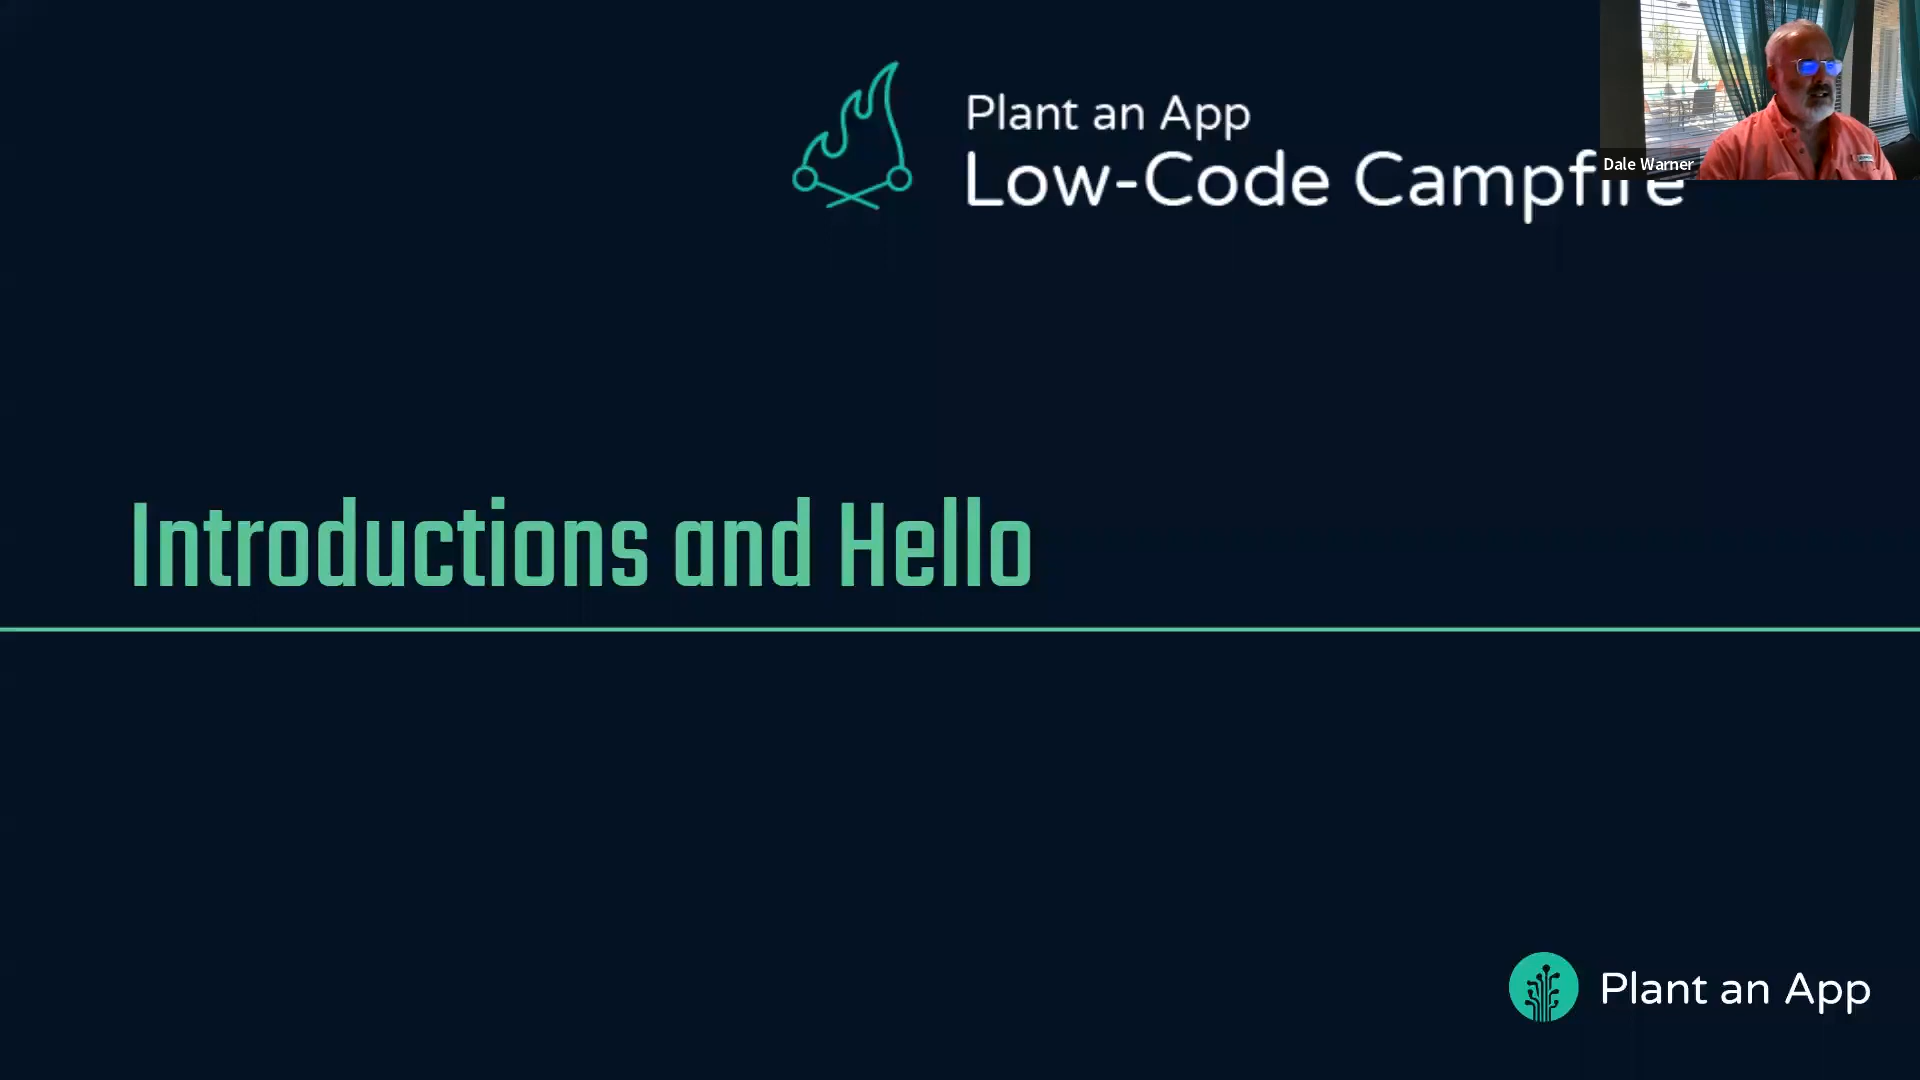 Plant an App
Low-Code Campfire
Dale Warner
Introductions and Hello
Plant an App